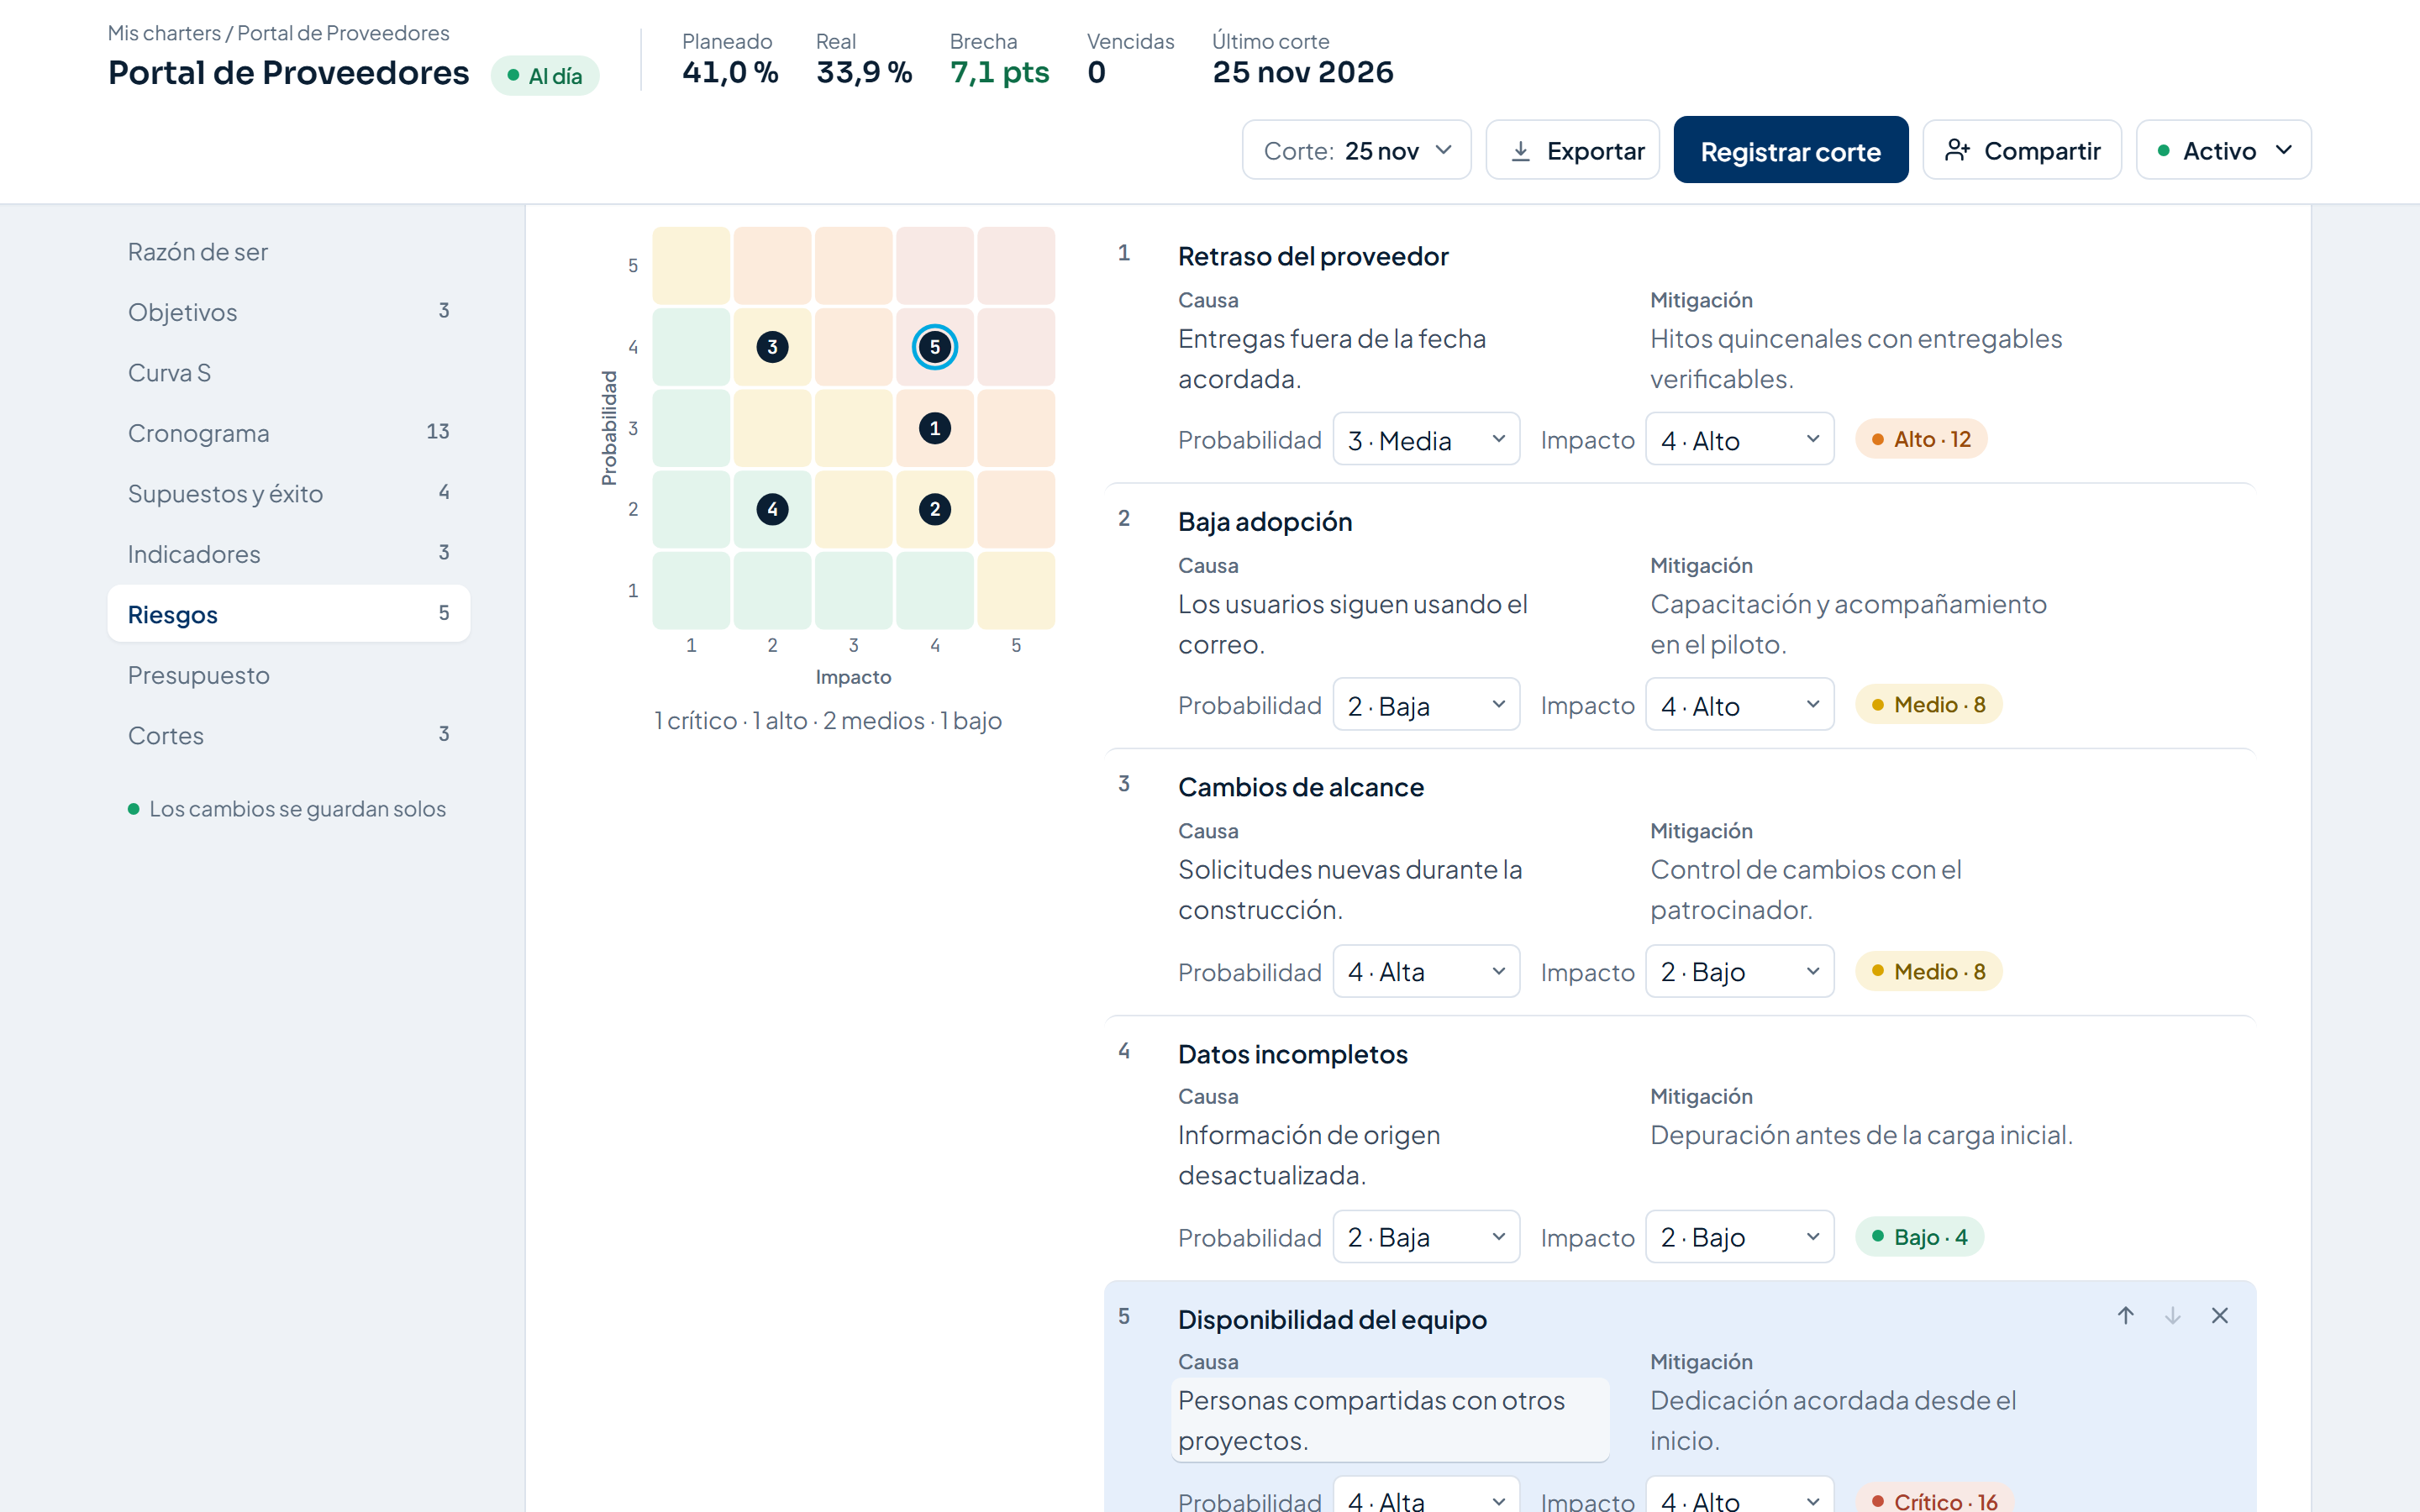 Mis charters / Portal de Proveedores
Portal de Proveedores
Al día
Planeado
41,0 %
Real
33,9 %
Brecha
7,1 pts
Vencidas
0
Último corte
25 nov 2026
Corte: 25 nov
Exportar
Registrar corte
Compartir
Activo
Razón de ser
Objetivos 3
Curva S
Cronograma 13
Supuestos y éxito 4
Indicadores 3
Riesgos 5
Presupuesto
Cortes 3
Los cambios se guardan solos
Probabilidad
5
4 3 5
3 1
2 4 2
1
1 2 3 4 5
Impacto
1 crítico · 1 alto · 2 medios · 1 bajo
1 Retraso del proveedor
Causa
Entregas fuera de la fecha
acordada.
Mitigación
Hitos quincenales con entregables
verificables.
Probabilidad 3 · Media Impacto 4 · Alto Alto · 12
2 Baja adopción
Causa
Los usuarios siguen usando el
correo.
Mitigación
Capacitación y acompañamiento
en el piloto.
Probabilidad 2 · Baja Impacto 4 · Alto Medio · 8
3 Cambios de alcance
Causa
Solicitudes nuevas durante la
construcción.
Mitigación
Control de cambios con el
patrocinador.
Probabilidad 4 · Alta Impacto 2 · Bajo Medio · 8
4 Datos incompletos
Causa
Información de origen
desactualizada.
Mitigación
Depuración antes de la carga inicial.
Probabilidad 2 · Baja Impacto 2 · Bajo Bajo · 4
5 Disponibilidad del equipo
Causa
Personas compartidas con otros
proyectos.
Mitigación
Dedicación acordada desde el
inicio.
Probabilidad 4 · Alta Impacto 4 · Alto Crítico · 16